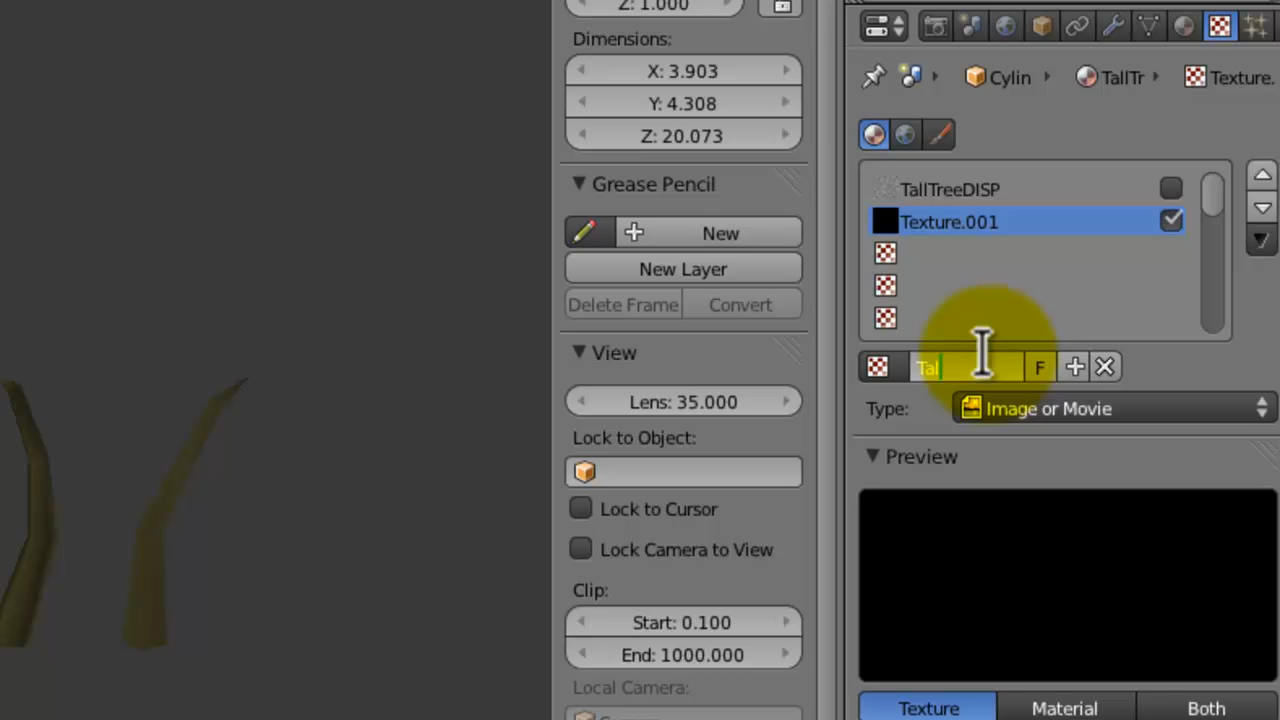 Z: 1.000
Dimensions:
X: 3.903
Y: 4.308
Z: 20.073
Grease Pencil
New
New Layer
Delete Frame Convert
View
Lens: 35.000
Lock to Object:
Lock to Cursor
Lock Camera to View
Clip:
Start: 0.100
End: 1000.000
Local Camera:
Cylin TallTr Texture.
TallTreeDISP
Texture.001
Tal F
Type: Image or Movie
Preview
Texture Material Both